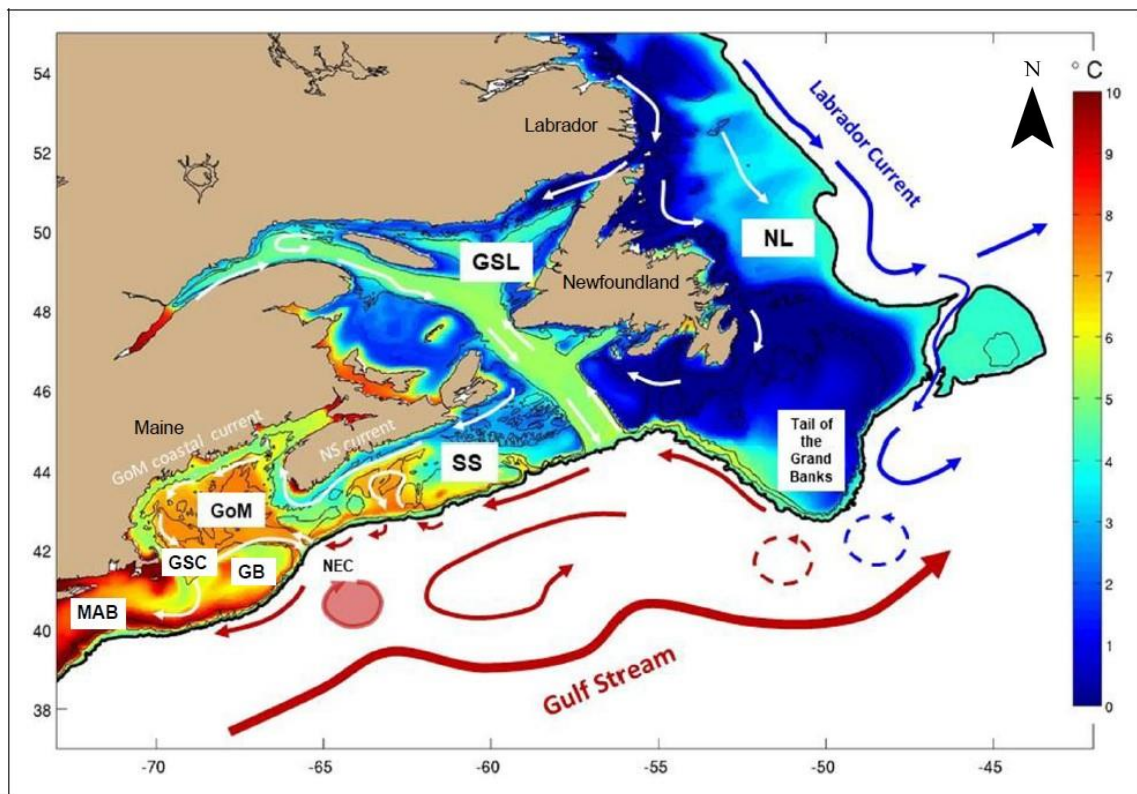 54
52
50
48
46
44
42
40
38
-70
-65
-60
-55
-50
-45
N
° C
10
9
8
7
6
5
4
3
2
1
0
Labrador
Labrador Current
NL
GSL
Newfoundland
Maine
GoM coastal current
NS current
SS
Tail of
the
Grand
Banks
GoM
GSC
GB
NEC
MAB
Gulf Stream